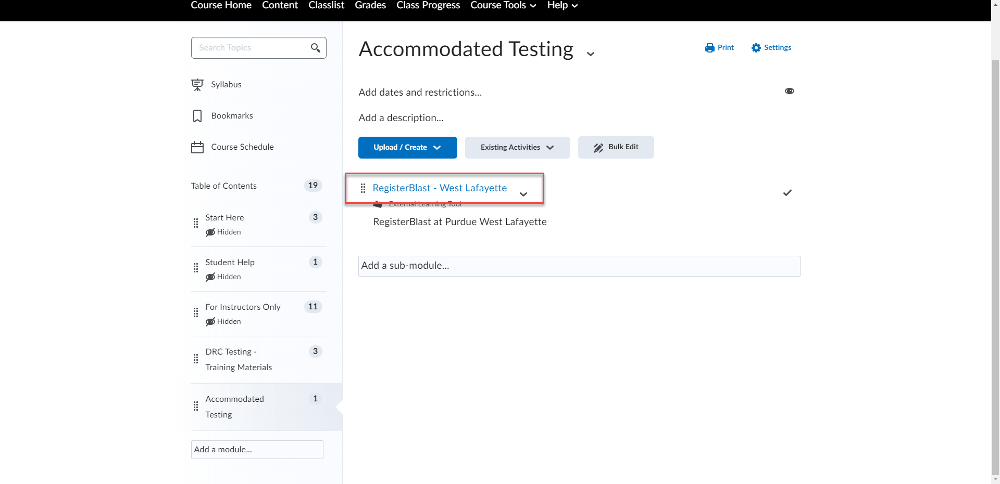 Course Home Content Classlist Grades Class Progress Course Tools Help
Search Topics
Syllabus
Bookmarks
Course Schedule
Table of Contents 19
Start Here 3
Hidden
Student Help 1
Hidden
For Instructors Only 11
Hidden
DRC Testing - 3
Training Materials
Accommodated 1
Testing
Add a module...
Accommodated Testing
Print Settings
Add dates and restrictions...
Add a description...
Upload / Create Existing Activities Bulk Edit
RegisterBlast - West Lafayette
External Learning Tool
RegisterBlast at Purdue West Lafayette
Add a sub-module...